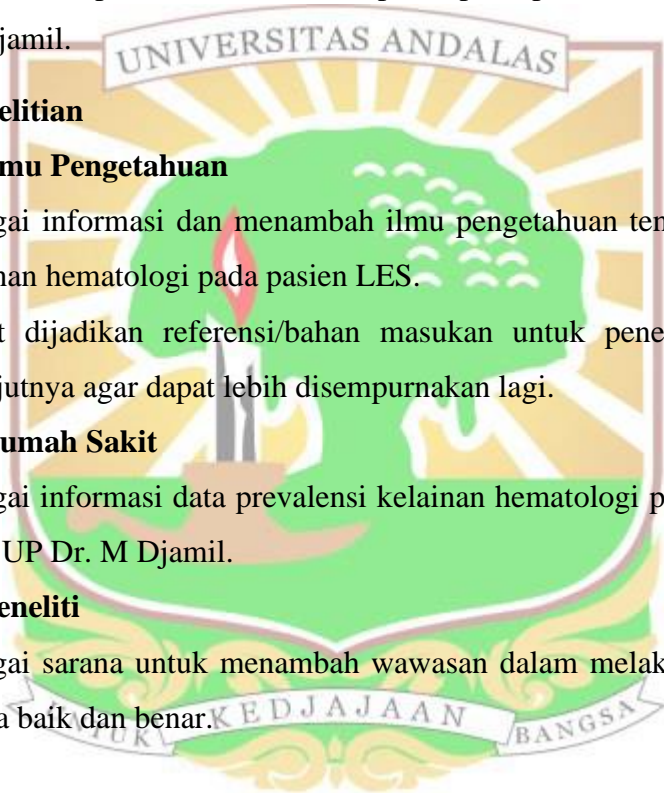 jamil.
UNIVERSITAS ANDALAS
elitian
mu Pengetahuan
gai informasi dan menambah ilmu pengetahuan ten
nan hematologi pada pasien LES.
t dijadikan referensi/bahan masukan untuk pene
jutnya agar dapat lebih disempurnakan lagi.
umah Sakit
gai informasi data prevalensi kelainan hematologi p
UP Dr. M Djamil.
eneliti
gai sarana untuk menambah wawasan dalam melak
a baik dan benar.
UNTUK KEDJAJAAN BANGSA